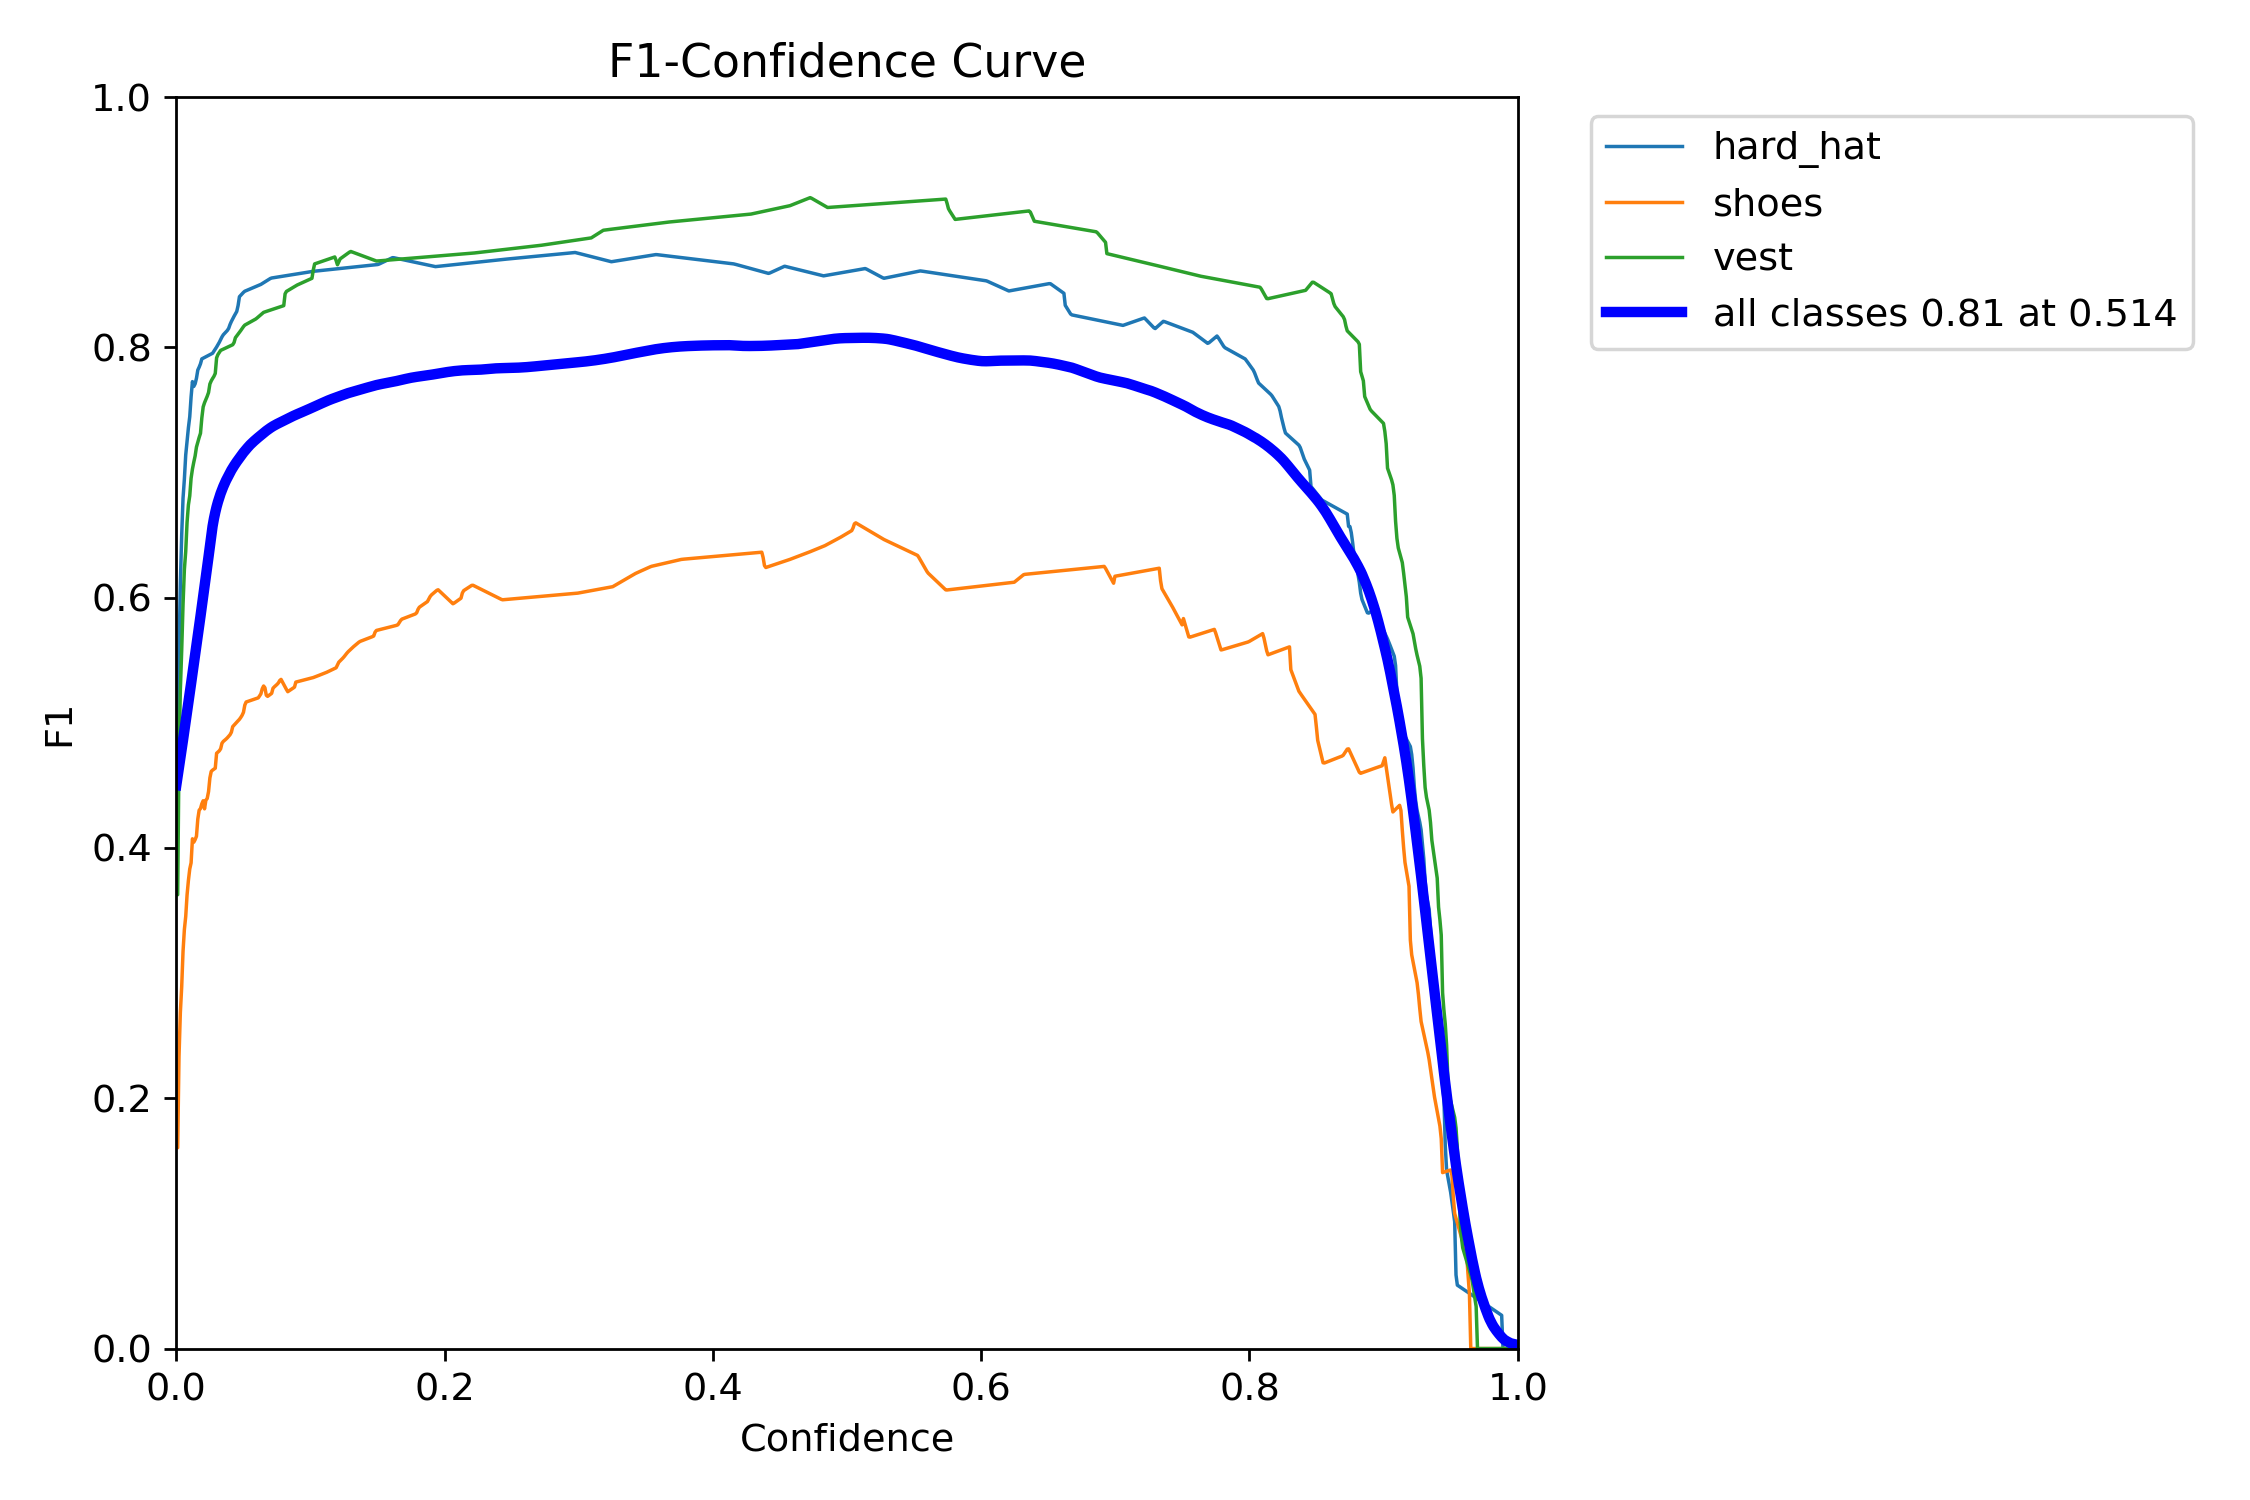 F1-Confidence Curve
1.0
0.8
0.6
0.4
0.2
0.0
F1
0.0 0.2 0.4 0.6 0.8 1.0
Confidence
hard_hat
shoes
vest
all classes 0.81 at 0.514